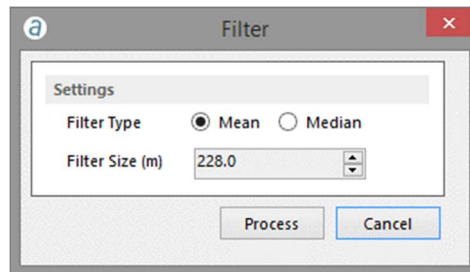 a Filter
Settings
Filter Type Mean Median
Filter Size (m) 228.0
Process Cancel